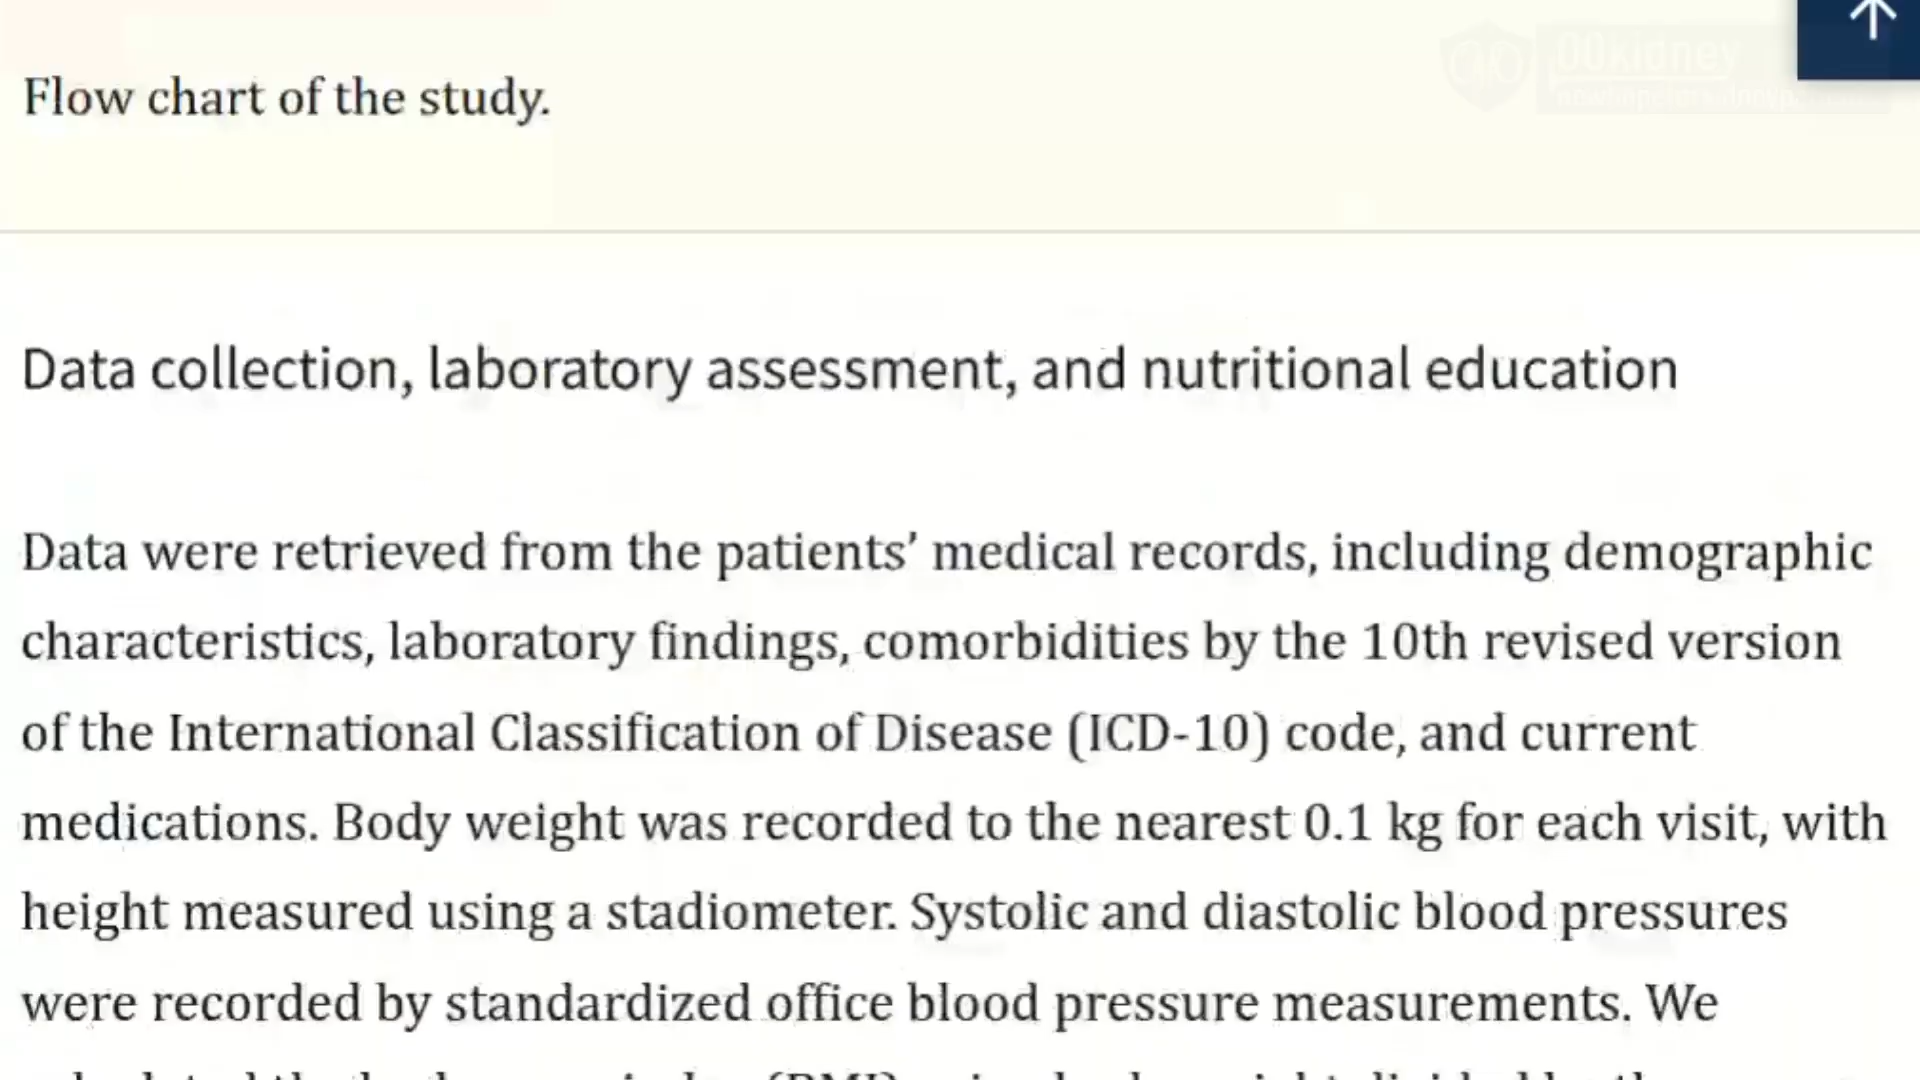 00kidney
Flow chart of the study.
Data collection, laboratory assessment, and nutritional education
Data were retrieved from the patients’ medical records, including demographic
characteristics, laboratory findings, comorbidities by the 10th revised version
of the International Classification of Disease (ICD-10) code, and current
medications. Body weight was recorded to the nearest 0.1 kg for each visit, with
height measured using a stadiometer. Systolic and diastolic blood pressures
were recorded by standardized office blood pressure measurements. We